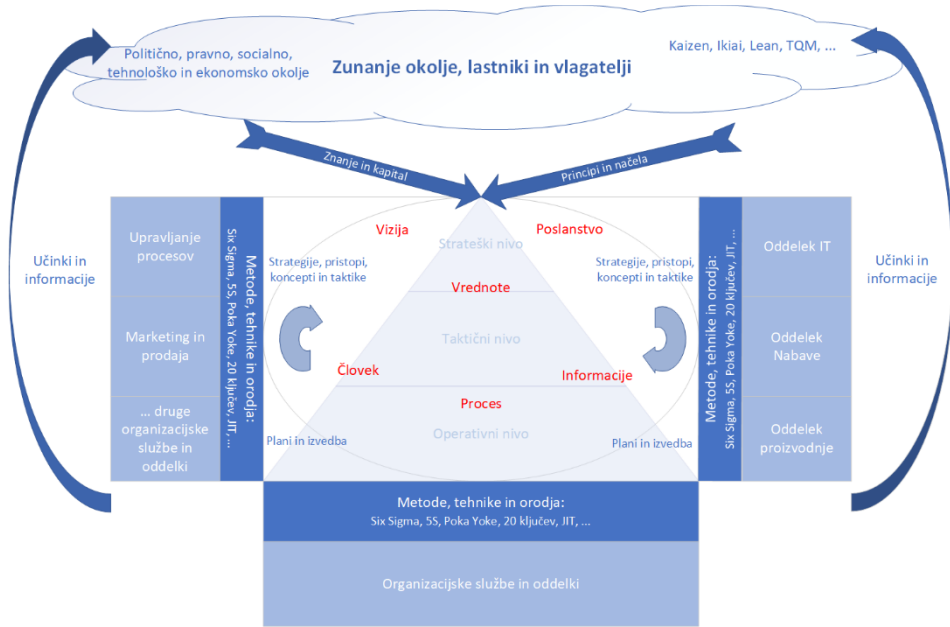 Politično, pravno, socialno,
tehnološko in ekonomsko okolje
Zunanje okolje, lastniki in vlagatelji
Kaizen, Ikiai, Lean, TQM, ...
Znanje in kapital
Principi in načela
Učinki in
informacije
Upravljanje
procesov
Marketing in
prodaja
... druge
organizacijske
službe in
oddelki
Metode, tehnike in orodja:
Six Sigma, 5S, Poka Yoke, 20 ključev, JIT, ...
Vizija
Poslanstvo
Strateški nivo
Strategije, pristopi,
koncepti in taktike
Strategije, pristopi,
koncepti in taktike
Vrednote
Taktični nivo
Človek
Informacije
Proces
Operativni nivo
Plani in izvedba
Plani in izvedba
Metode, tehnike in orodja:
Six Sigma, 5S, Poka Yoke, 20 ključev, JIT, ...
Oddelek IT
Oddelek
Nabave
Oddelek
proizvodnje
Učinki in
informacije
Metode, tehnike in orodja:
Six Sigma, 5S, Poka Yoke, 20 ključev, JIT, ...
Organizacijske službe in oddelki